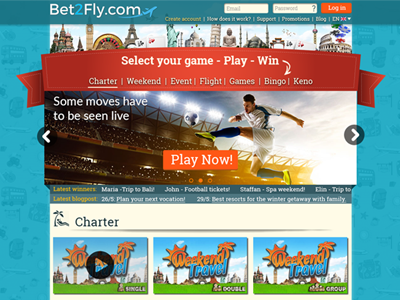 Bet2Fly.com
Email
Password
?
Log in
Create account | How does it work? | Support | Promotions | Blog | EN
Select your game - Play - Win
Charter | Weekend | Event | Flight | Games | Bingo | Keno
Some moves have
to be seen live
Play Now!
Latest winners: Maria -Trip to Bali! John - Football tickets! Staffan - Spa weekend! Elin - Trip to
Latest blogpost: 26/5: Plan your next vacation! 29/5: Best resorts for the winter getaway with family.
Charter
Weekend
Travel
SINGLE
Weekend
Travel
DOUBLE
Weekend
Travel
GROUP